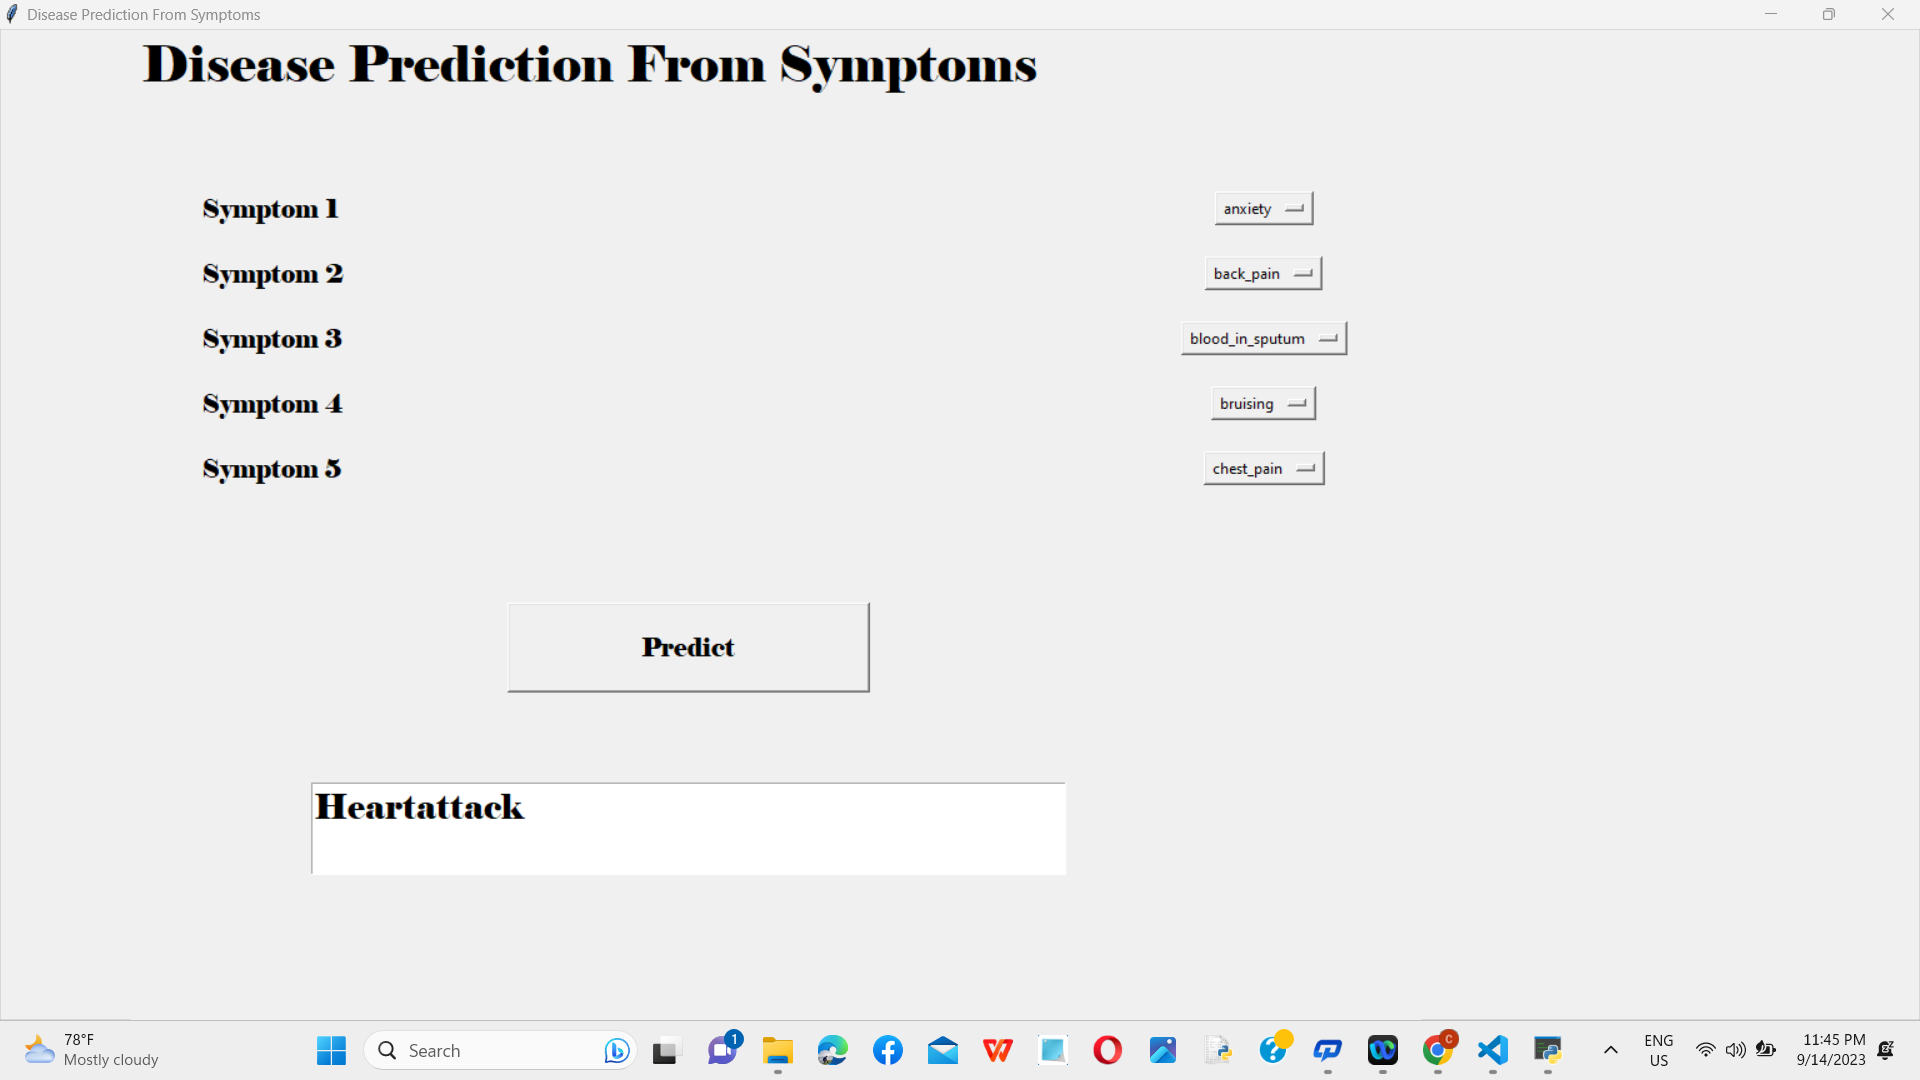 Disease Prediction From Symptoms
Disease Prediction From Symptoms
Symptom 1 anxiety
Symptom 2 back_pain
Symptom 3 blood_in_sputum
Symptom 4 bruising
Symptom 5 chest_pain
Predict
Heartattack
78°F
Mostly cloudy
Search
1
C
ENG
US
11:45 PM
9/14/2023